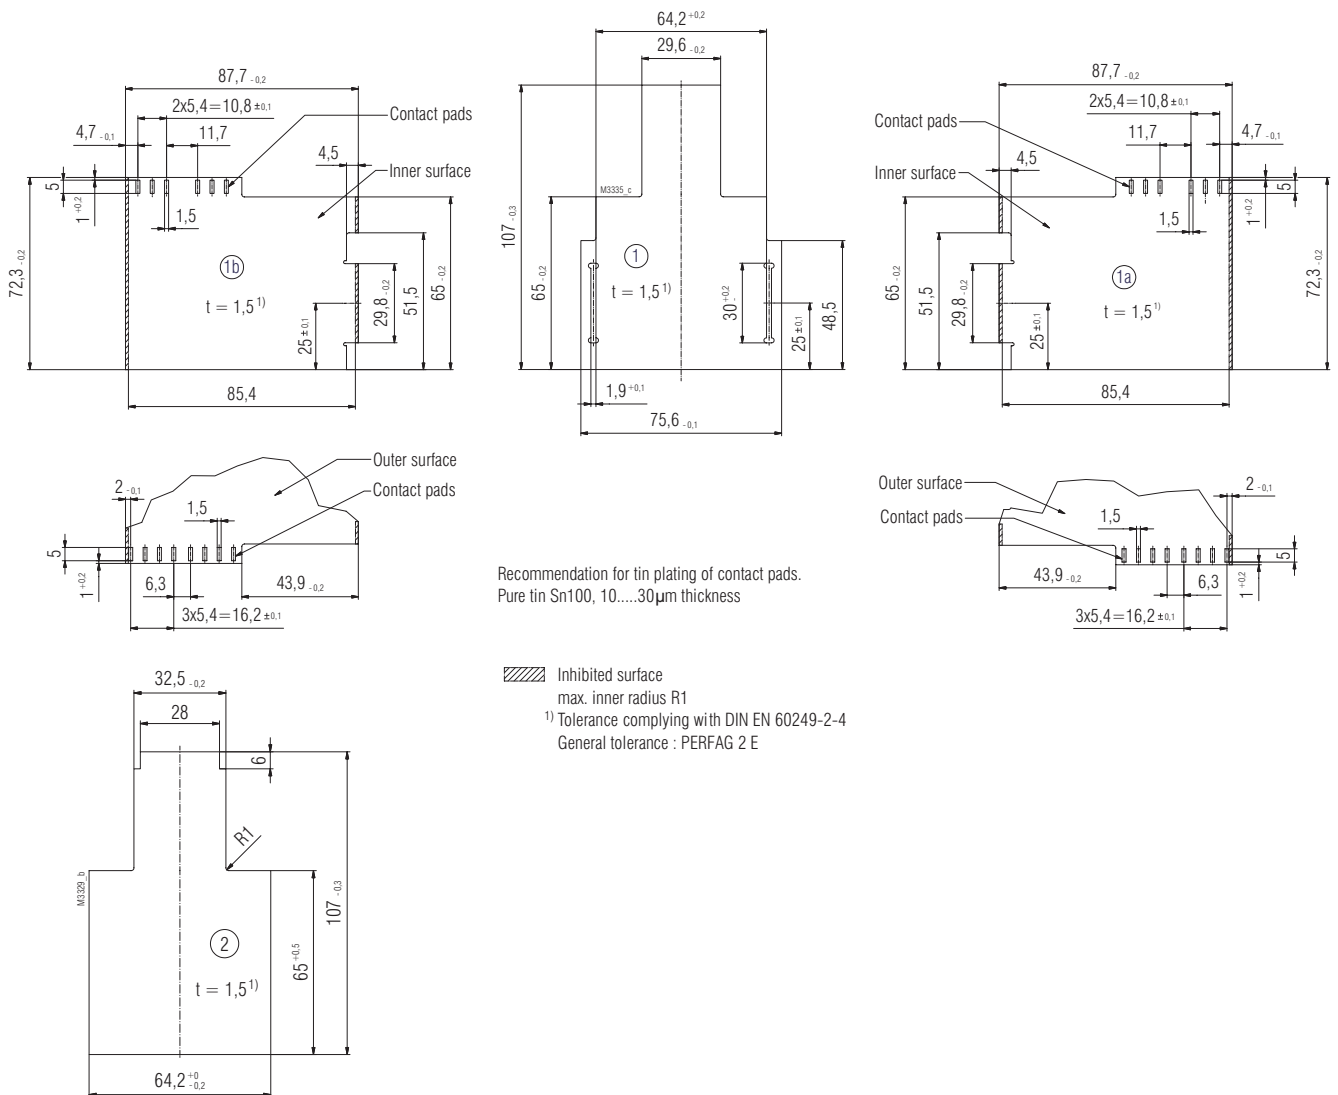 64,2 +0,2
29,6 -0,2
87,7 -0,2
2x5,4=10,8 ±0,1
4,7 -0,1
11,7
Contact pads
4,5
Inner surface
5
1 +0,2
1,5
72,3 -0,2
1b
t = 1,5 1)
25 ±0,1
29,8 -0,2
51,5
65 -0,2
85,4
M3335_c
107 -0,3
65 -0,2
1
t = 1,5 1)
30 +0,2
25 ±0,1
48,5
1,9 +0,1
75,6 -0,1
87,7 -0,2
2x5,4=10,8 ±0,1
Contact pads
11,7
4,7 -0,1
4,5
Inner surface
5
1 +0,2
1,5
65 -0,2
51,5
29,8 -0,2
25 ±0,1
1a
t = 1,5 1)
72,3 -0,2
85,4
Outer surface
Contact pads
2 -0,1
1,5
5
1 +0,2
6,3
43,9 -0,2
3x5,4=16,2 ±0,1
Recommendation for tin plating of contact pads.
Pure tin Sn100, 10.....30µm thickness
Outer surface
Contact pads
2 -0,1
1,5
5
1 +0,2
43,9 -0,2
6,3
3x5,4=16,2 ±0,1
Inhibited surface
max. inner radius R1
1) Tolerance complying with DIN EN 60249-2-4
General tolerance : PERFAG 2 E
32,5 -0,2
28
6
R1
M3329_b
107 -0,3
2
65 +0,5
t = 1,5 1)
64,2 +0 -0,2